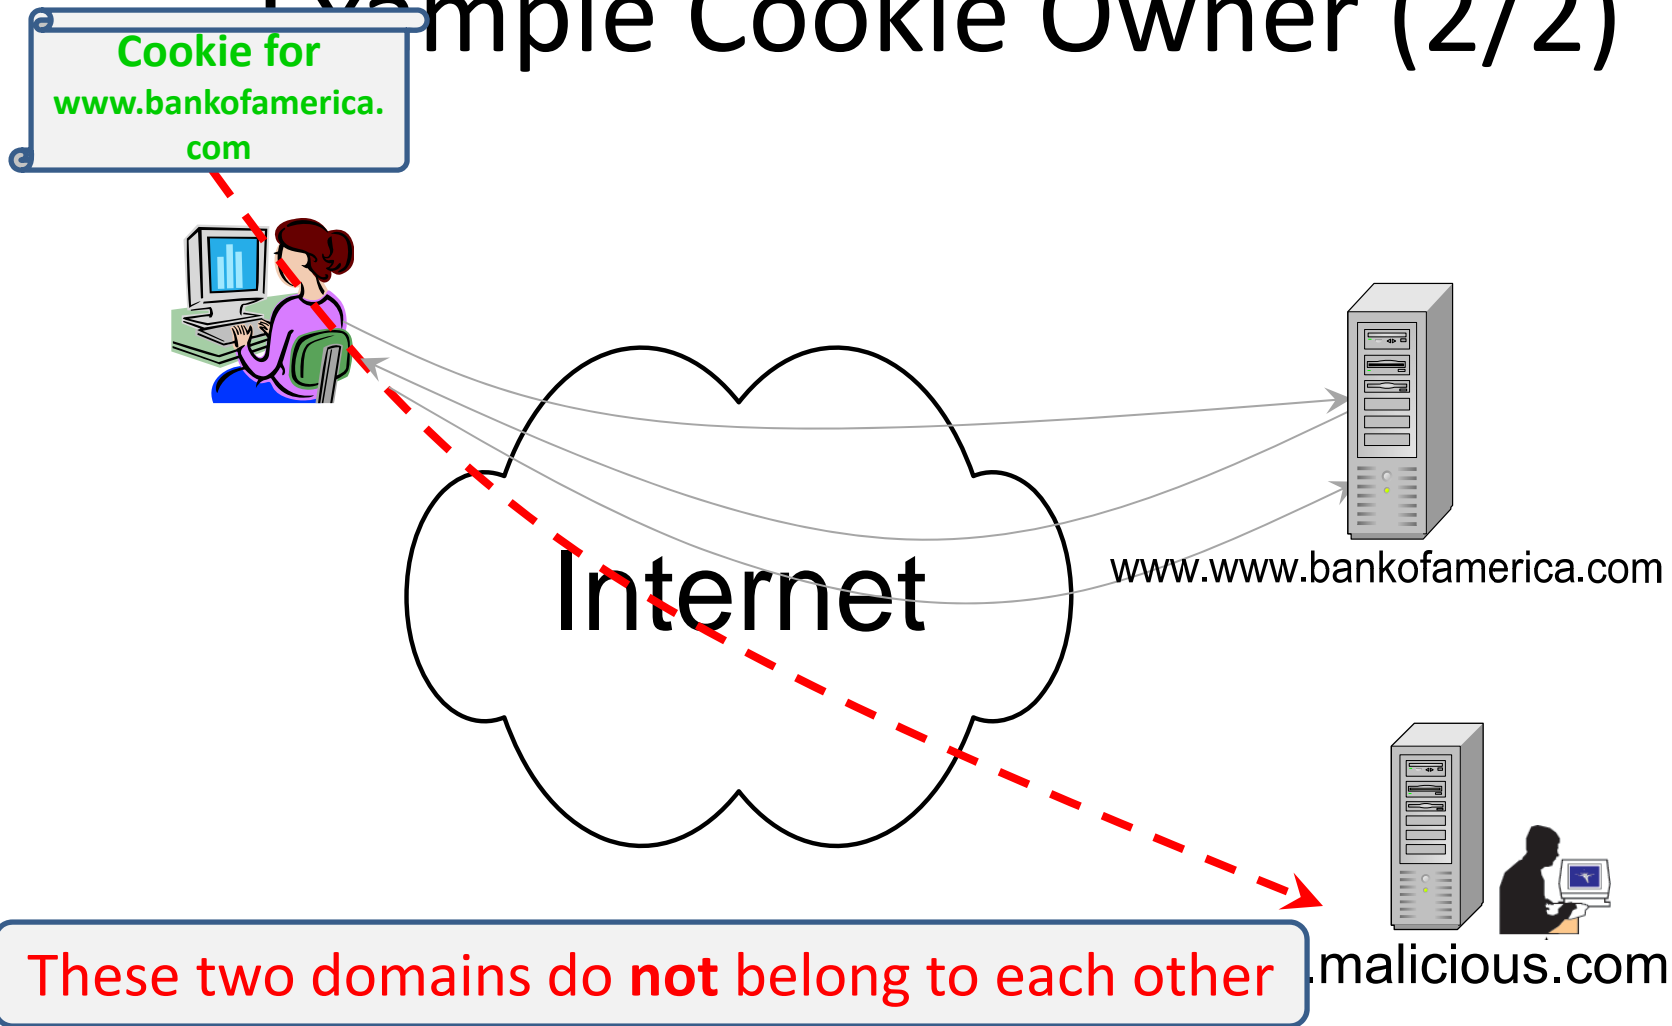 Example Cookie Owner (2/2)
Cookie for
www.bankofamerica.
com
Internet
www.www.bankofamerica.com
.malicious.com
These two domains do not belong to each other